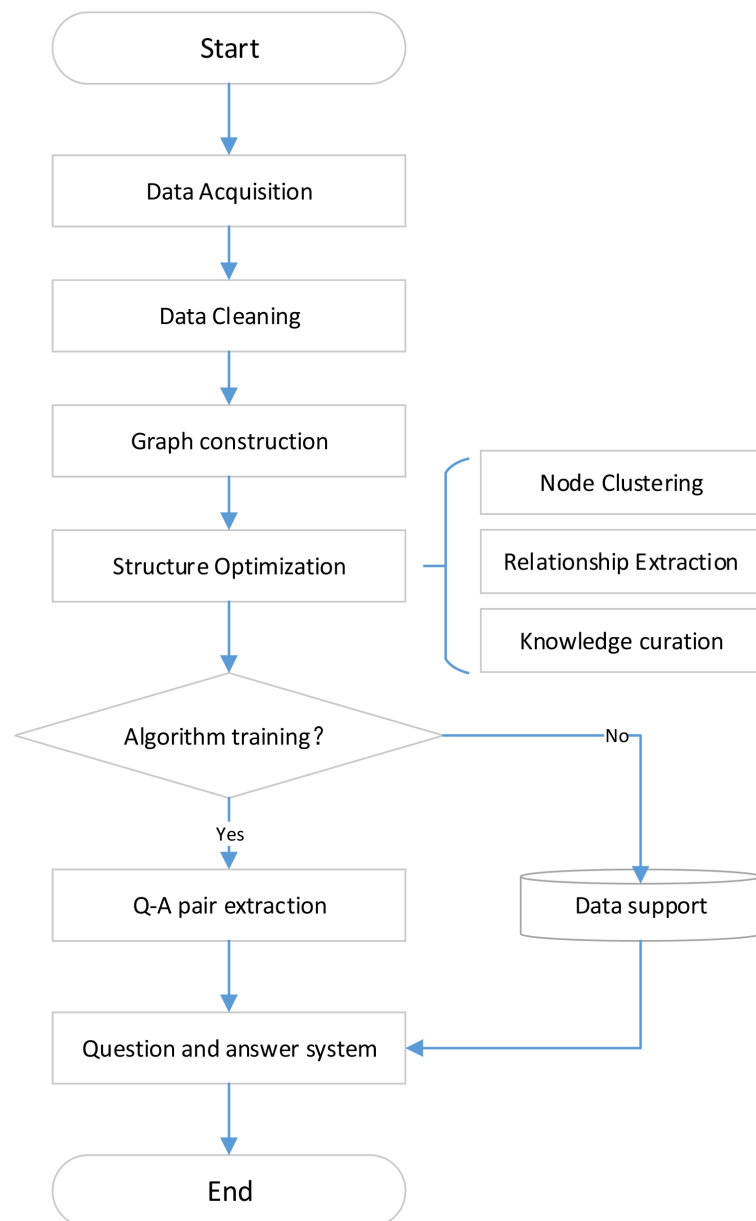 Start
Data Acquisition
Data Cleaning
Graph construction
Structure Optimization
Node Clustering
Relationship Extraction
Knowledge curation
Algorithm training?
No
Yes
Q-A pair extraction
Data support
Question and answer system
End